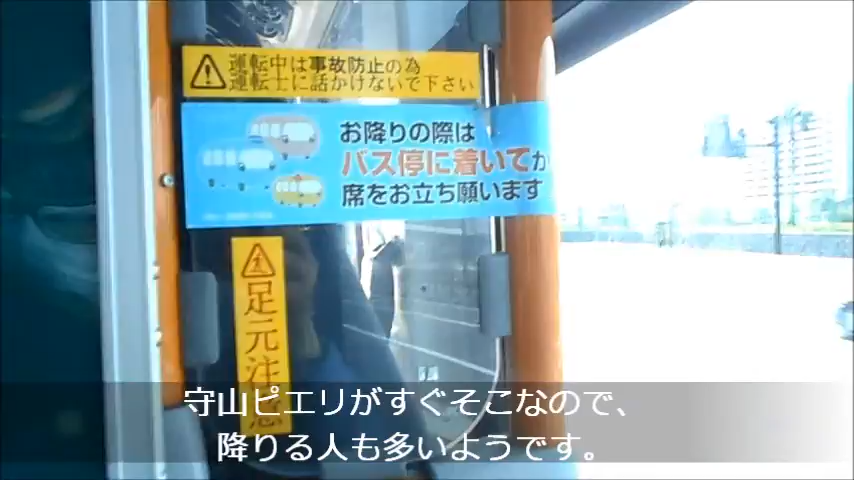 運転中は事故防止の為
運転士に話かけないで下さい
お降りの際は
バス停に着いてか
席をお立ち願います
足元注意
守山ピエリがすぐそこなので、
降りる人も多いようです。